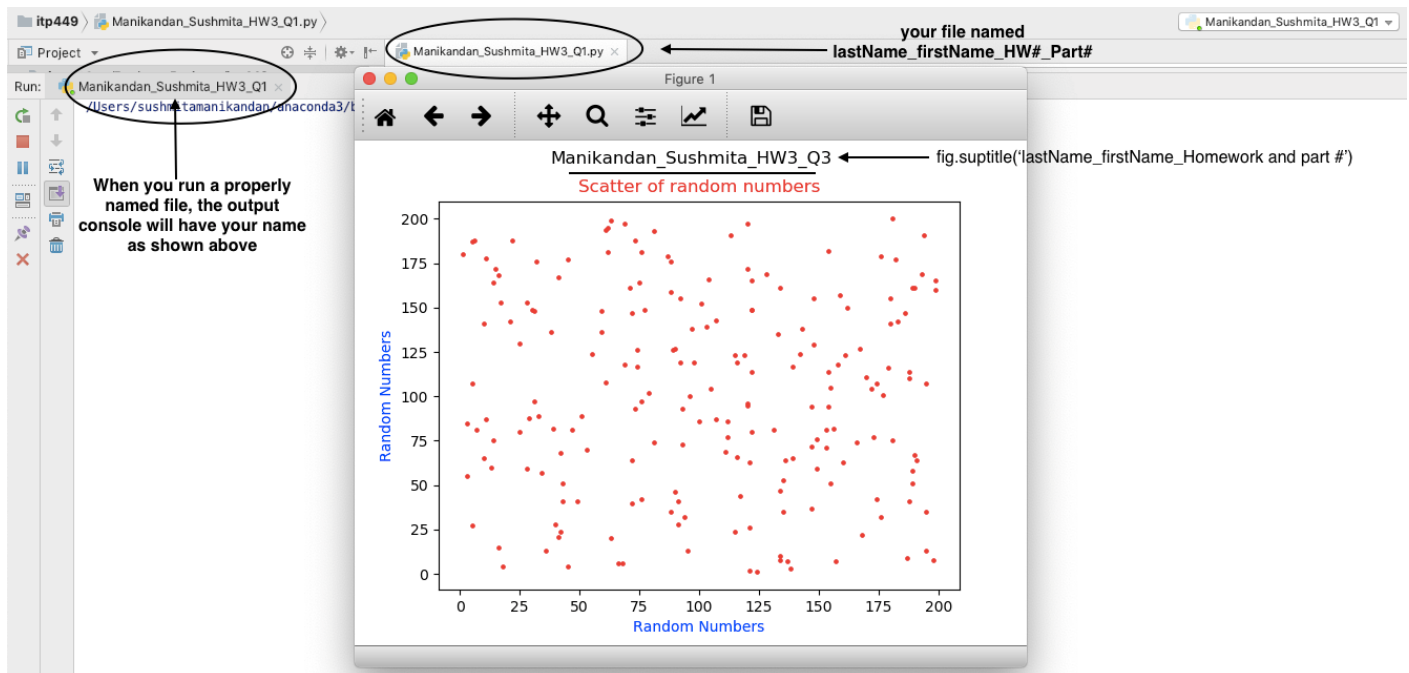 itp449 Manikandan_Sushmita_HW3_Q1.py
Manikandan_Sushmita_HW3_Q1
your file named
lastName_firstName_HW#_Part#
Project
Manikandan_Sushmita_HW3_Q1.py
Run: Manikandan_Sushmita_HW3_Q1
/Users/sushmitamanikandan/anaconda3/b
When you run a properly
named file, the output
console will have your name
as shown above
Figure 1
Manikandan_Sushmita_HW3_Q3
fig.suptitle(‘lastName_firstName_Homework and part #’)
Scatter of random numbers
Random Numbers
200
175
150
125
100
75
50
25
0
0 25 50 75 100 125 150 175 200
Random Numbers